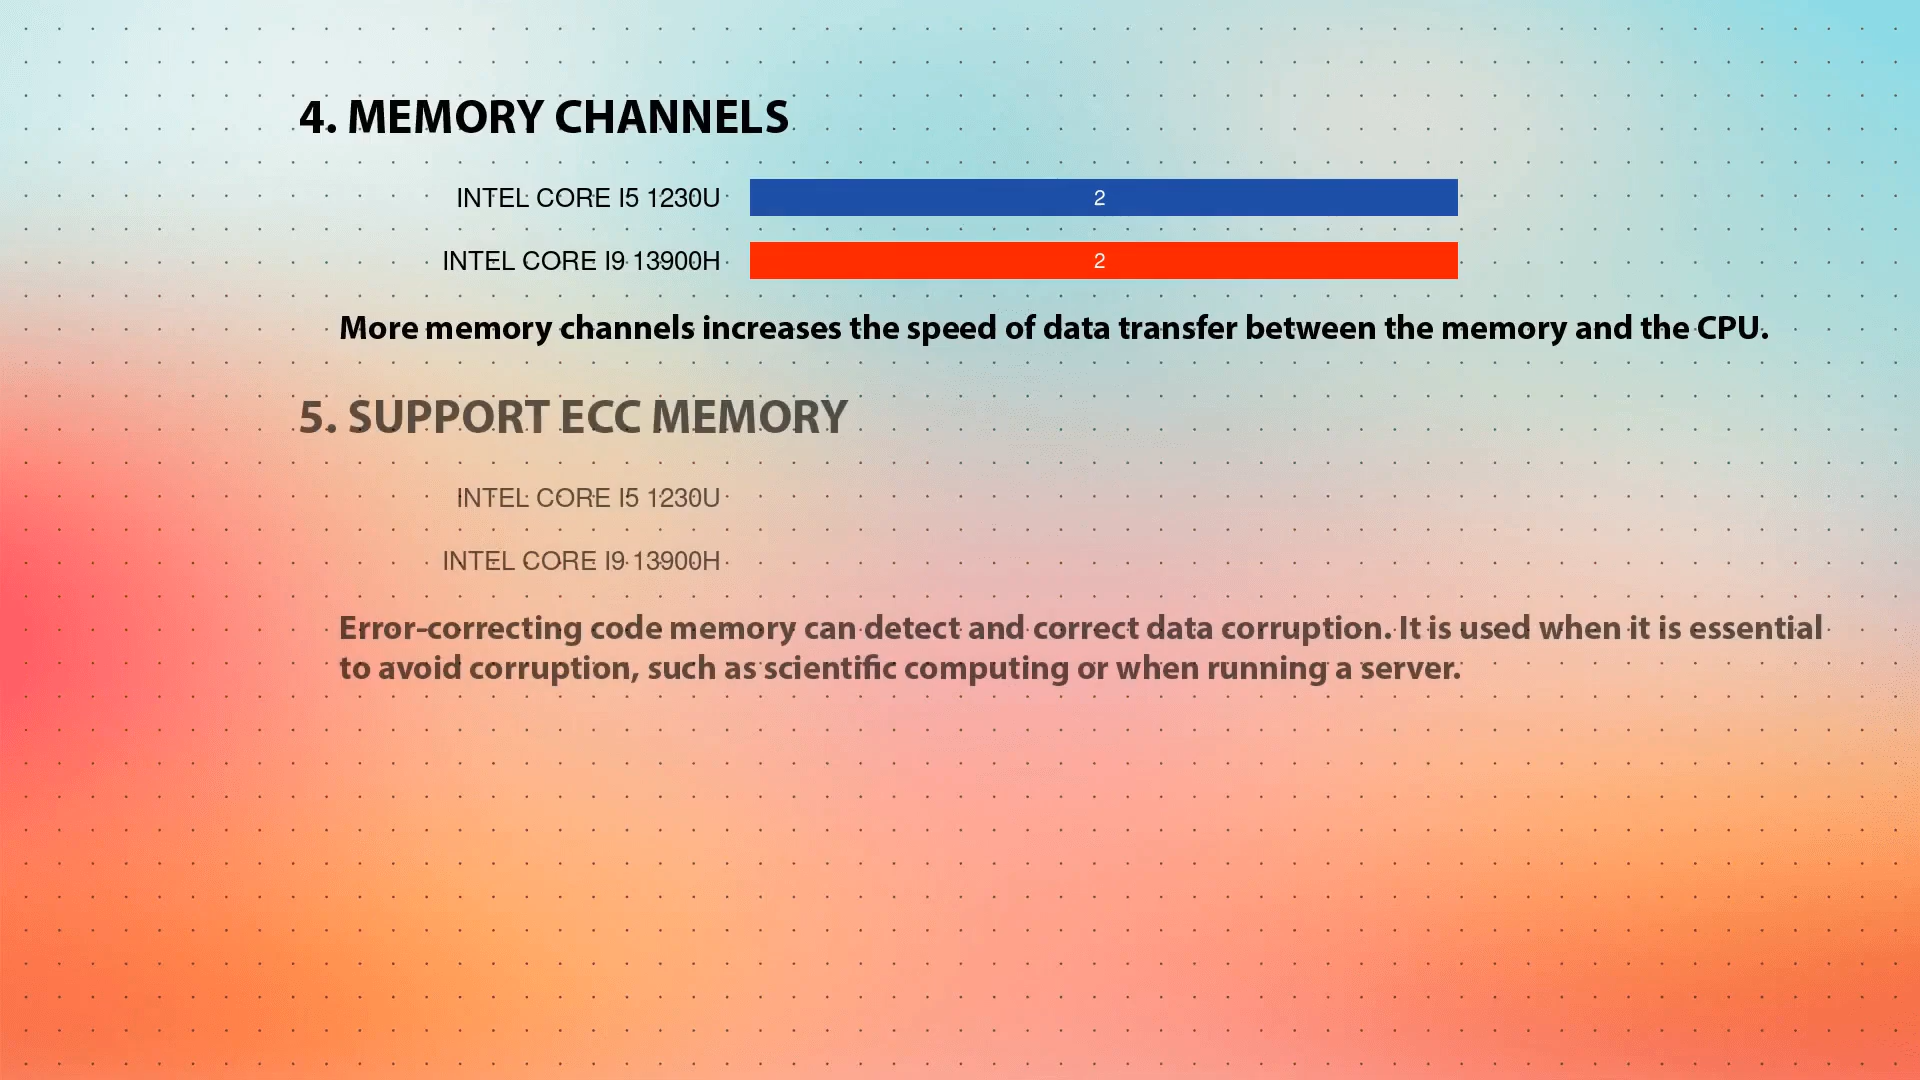 4. MEMORY CHANNELS
INTEL CORE I5 1230U
2
INTEL CORE I9 13900H
2
More memory channels increases the speed of data transfer between the memory and the CPU.
5. SUPPORT ECC MEMORY
INTEL CORE I5 1230U
INTEL CORE I9 13900H
Error-correcting code memory can detect and correct data corruption. It is used when it is essential
to avoid corruption, such as scientific computing or when running a server.